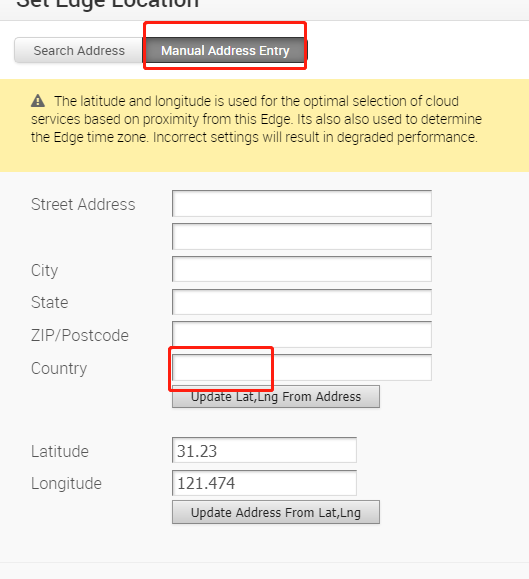 Set Edge Location
Search Address
Manual Address Entry
The latitude and longitude is used for the optimal selection of cloud
services based on proximity from this Edge. Its also also used to determine
the Edge time zone. Incorrect settings will result in degraded performance.
Street Address
City
State
ZIP/Postcode
Country
Update Lat,Lng From Address
Latitude
31.23
Longitude
121.474
Update Address From Lat,Lng